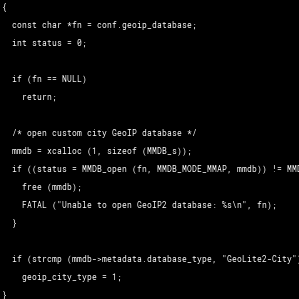 {
const char *fn = conf.geoip_database;
int status = 0;
if (fn == NULL)
return;
/* open custom city GeoIP database */
mmdb = xcalloc (1, sizeof (MMDB_s));
if ((status = MMDB_open (fn, MMDB_MODE_MMAP, mmdb)) != MMD
free (mmdb);
FATAL ("Unable to open GeoIP2 database: %s\n", fn);
}
if (strcmp (mmdb->metadata.database_type, "GeoLite2-City")
geoip_city_type = 1;
}